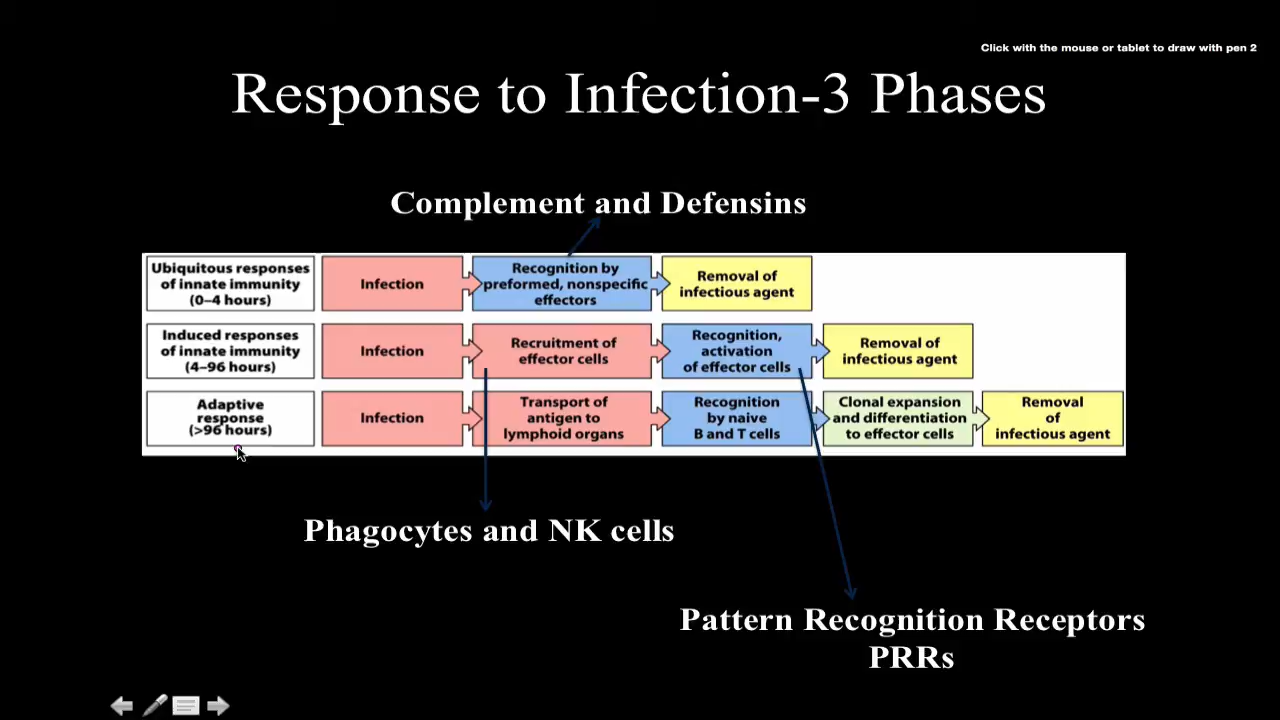 Click with the mouse or tablet to draw with pen 2
Response to Infection-3 Phases
Complement and Defensins
Ubiquitous responses
of innate immunity
(0–4 hours)
Infection
Recognition by
preformed, nonspecific
effectors
Removal of
infectious agent
Induced responses
of innate immunity
(4–96 hours)
Infection
Recruitment of
effector cells
Recognition,
activation
of effector cells
Removal of
infectious agent
Adaptive
response
(>96 hours)
Infection
Transport of
antigen to
lymphoid organs
Recognition
by naive
B and T cells
Clonal expansion
and differentiation
to effector cells
Removal
of
infectious agent
Phagocytes and NK cells
Pattern Recognition Receptors
PRRs